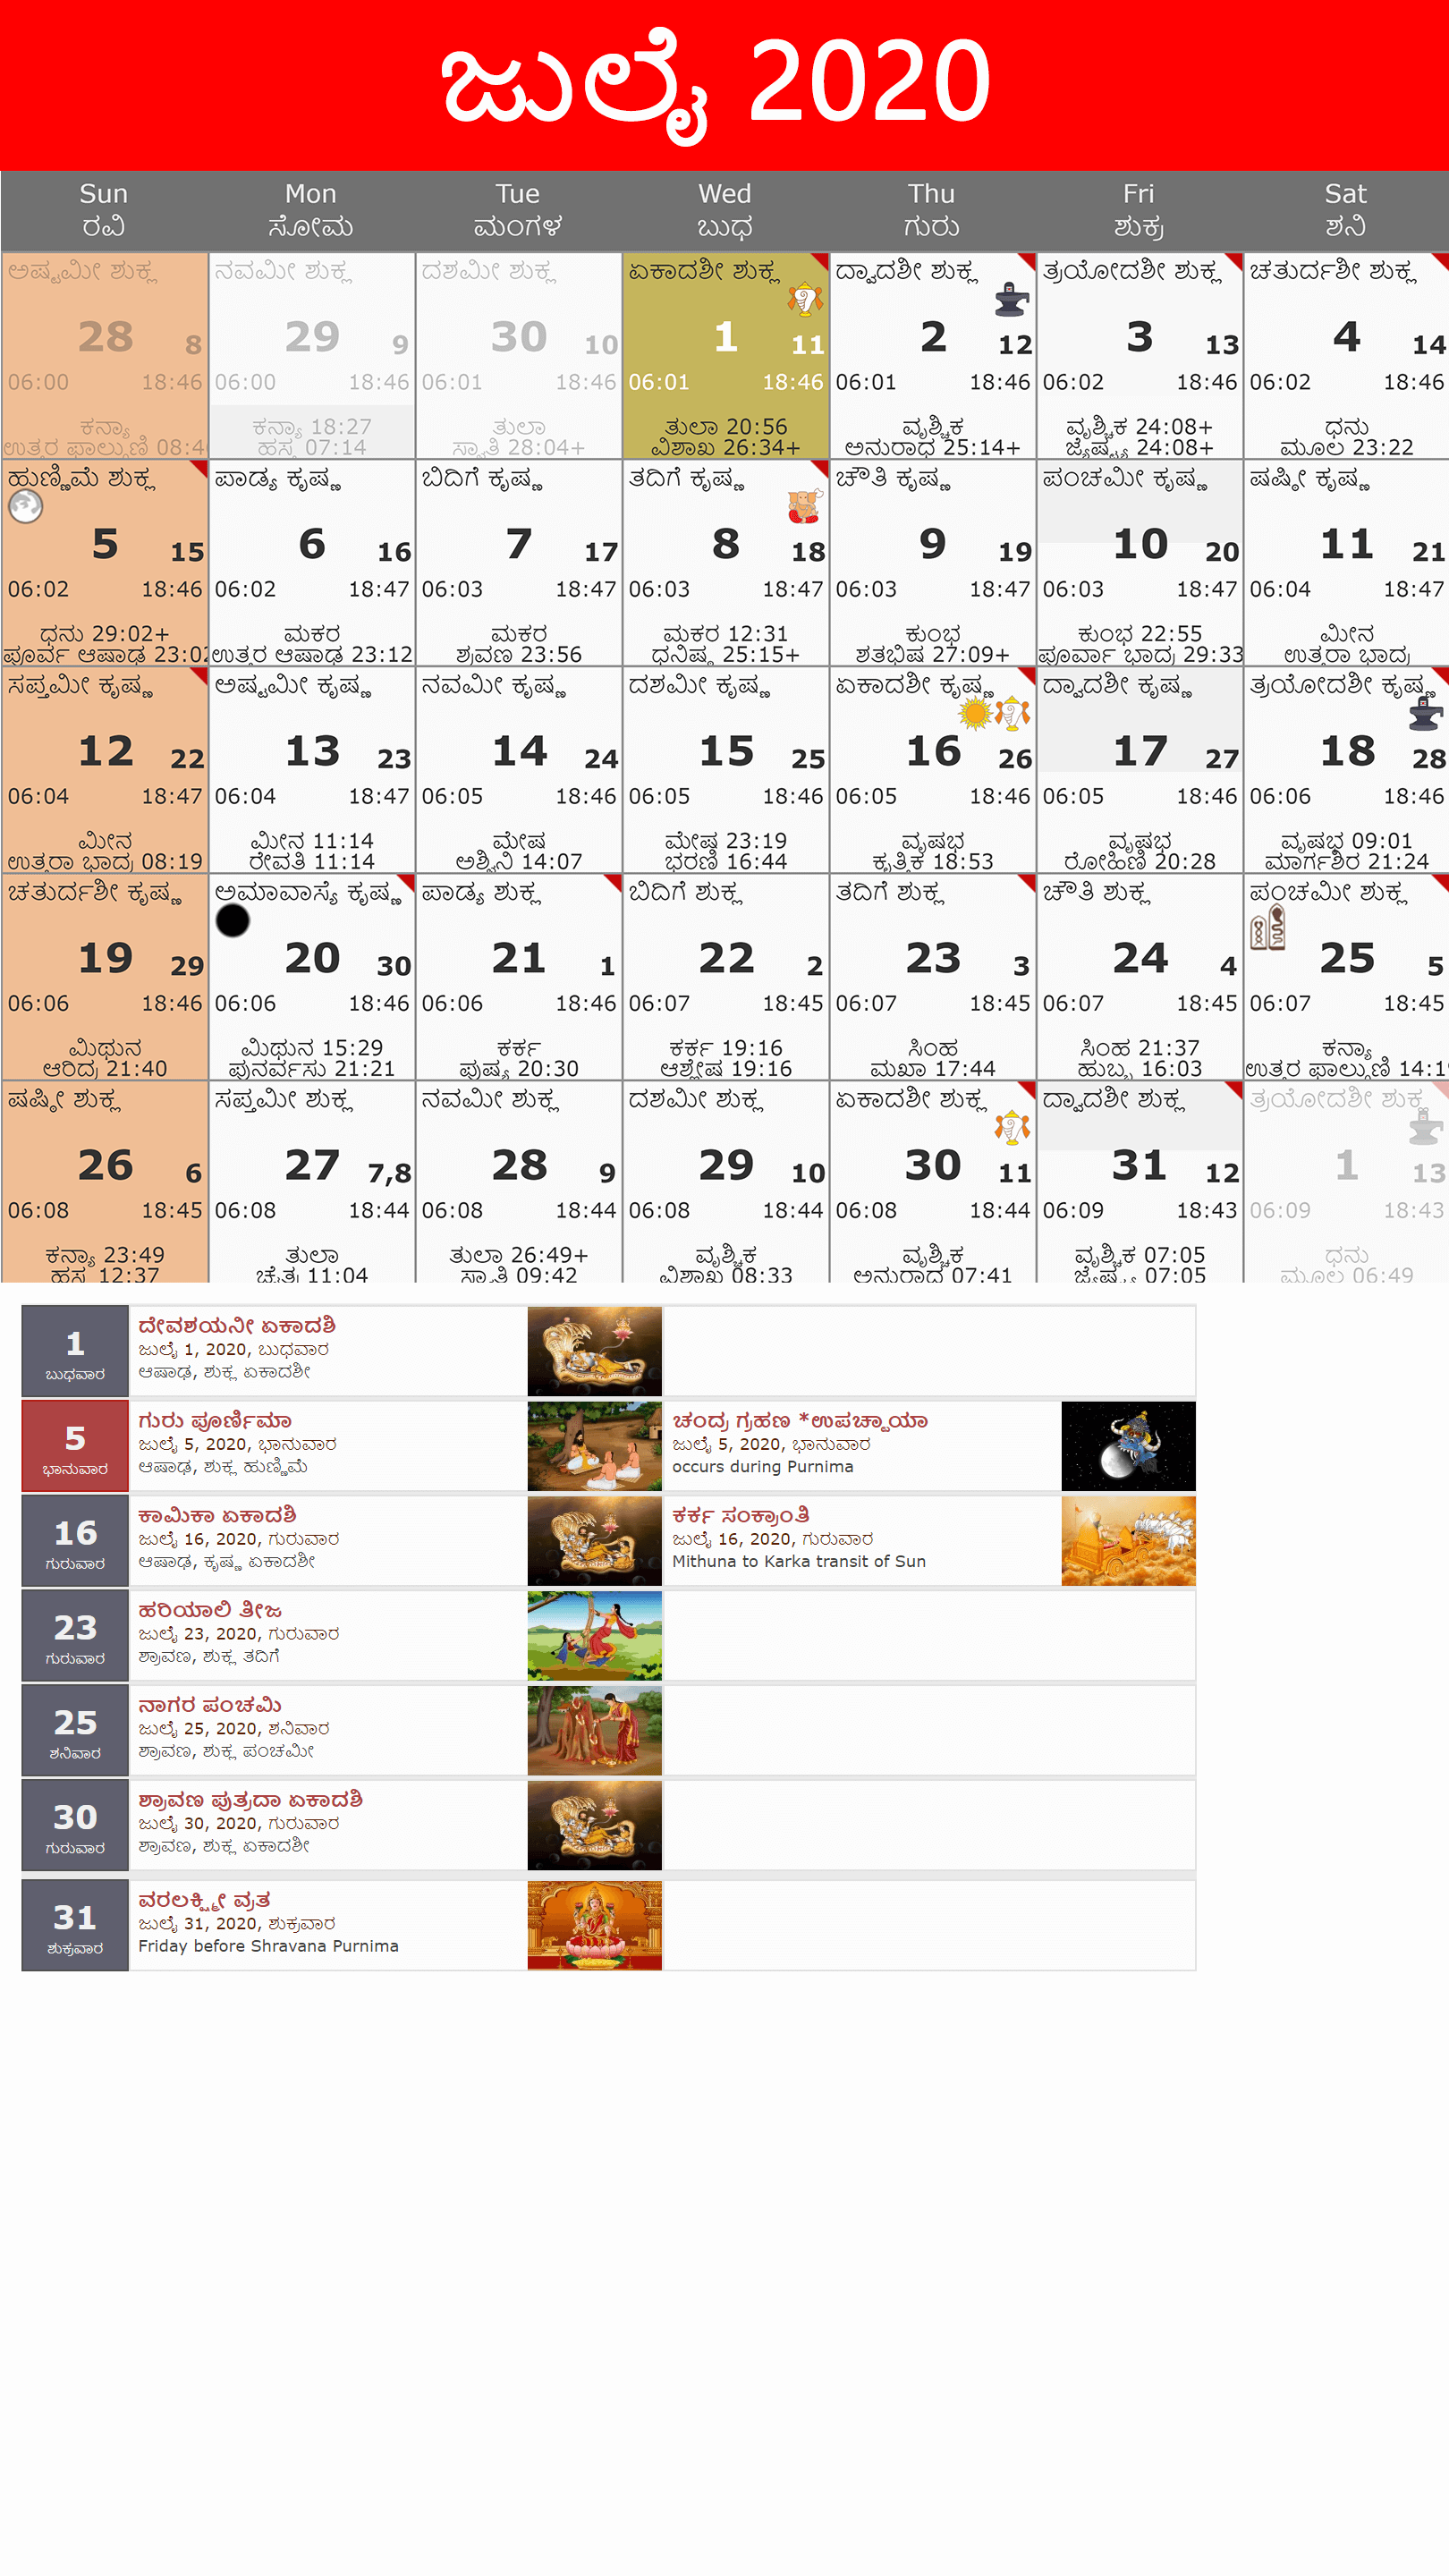 ಜುಲೈ 2020
Sun Mon Tue Wed Thu Fri Sat
ರವಿ ಸೋಮ ಮಂಗಳ ಬುಧ ಗುರು ಶುಕ್ರ ಶನಿ
ಅಷ್ಟಮೀ ಶುಕ್ಲ ನವಮೀ ಶುಕ್ಲ ದಶಮೀ ಶುಕ್ಲ ಏಕಾದಶೀ ಶುಕ್ಲ ದ್ವಾದಶೀ ಶುಕ್ಲ ತ್ರಯೋದಶೀ ಶುಕ್ಲ ಚತುರ್ದಶೀ ಶುಕ್ಲ
28 8 29 9 30 10 1 11 2 12 3 13 4 14
06:00 18:46 06:00 18:46 06:01 18:46 06:01 18:46 06:01 18:46 06:02 18:46 06:02 18:46
ಕನ್ಯಾ ಕನ್ಯಾ 18:27 ತುಲಾ ತುಲಾ 20:56 ವೃಶ್ಚಿಕ ವೃಶ್ಚಿಕ 24:08+ ಧನು
ಉತ್ತರ ಫಾಲ್ಗುಣಿ 08:4 ಹಸ್ತ 07:14 ಸ್ವಾತಿ 28:04+ ವಿಶಾಖ 26:34+ ಅನುರಾಧ 25:14+ ಜ್ಯೇಷ್ಠ್ಯ 24:08+ ಮೂಲ 23:22
ಹುಣ್ಣಿಮೆ ಶುಕ್ಲ ಪಾಡ್ಯ ಕೃಷ್ಣ ಬಿದಿಗೆ ಕೃಷ್ಣ ತದಿಗೆ ಕೃಷ್ಣ ಚೌತಿ ಕೃಷ್ಣ ಪಂಚಮೀ ಕೃಷ್ಣ ಷಷ್ಠೀ ಕೃಷ್ಣ
5 15 6 16 7 17 8 18 9 19 10 20 11 21
06:02 18:46 06:02 18:47 06:03 18:47 06:03 18:47 06:03 18:47 06:03 18:47 06:04 18:47
ಧನು 29:02+ ಮಕರ ಮಕರ ಮಕರ 12:31 ಕುಂಭ ಕುಂಭ 22:55 ಮೀನ
ಪೂರ್ವ ಆಷಾಢ 23:02 ಉತ್ತರ ಆಷಾಢ 23:12 ಶ್ರವಣ 23:56 ಧನಿಷ್ಠ 25:15+ ಶತಭಿಷ 27:09+ ಪೂರ್ವಾ ಭಾದ್ರ 29:33 ಉತ್ತರಾ ಭಾದ್ರ
ಸಪ್ತಮೀ ಕೃಷ್ಣ ಅಷ್ಟಮೀ ಕೃಷ್ಣ ನವಮೀ ಕೃಷ್ಣ ದಶಮೀ ಕೃಷ್ಣ ಏಕಾದಶೀ ಕೃಷ್ಣ ದ್ವಾದಶೀ ಕೃಷ್ಣ ತ್ರಯೋದಶೀ ಕೃಷ್ಣ
12 22 13 23 14 24 15 25 16 26 17 27 18 28
06:04 18:47 06:04 18:47 06:05 18:46 06:05 18:46 06:05 18:46 06:05 18:46 06:06 18:46
ಮೀನ ಮೀನ 11:14 ಮೇಷ ಮೇಷ 23:19 ವೃಷಭ ವೃಷಭ ವೃಷಭ 09:01
ಉತ್ತರಾ ಭಾದ್ರ 08:19 ರೇವತಿ 11:14 ಅಶ್ವಿನಿ 14:07 ಭರಣಿ 16:44 ಕೃತ್ತಿಕ 18:53 ರೋಹಿಣಿ 20:28 ಮಾರ್ಗಶಿರ 21:24
ಚತುರ್ದಶೀ ಕೃಷ್ಣ ಅಮಾವಾಸ್ಯೆ ಕೃಷ್ಣ ಪಾಡ್ಯ ಶುಕ್ಲ ಬಿದಿಗೆ ಶುಕ್ಲ ತದಿಗೆ ಶುಕ್ಲ ಚೌತಿ ಶುಕ್ಲ ಪಂಚಮೀ ಶುಕ್ಲ
19 29 20 30 21 1 22 2 23 3 24 4 25 5
06:06 18:46 06:06 18:46 06:06 18:46 06:07 18:45 06:07 18:45 06:07 18:45 06:07 18:45
ಮಿಥುನ ಮಿಥುನ 15:29 ಕರ್ಕ ಕರ್ಕ 19:16 ಸಿಂಹ ಸಿಂಹ 21:37 ಕನ್ಯಾ
ಆರಿದ್ರ 21:40 ಪುನರ್ವಸು 21:21 ಪುಷ್ಯ 20:30 ಆಶ್ಲೇಷ 19:16 ಮಖಾ 17:44 ಹುಬ್ಬ 16:03 ಉತ್ತರ ಫಾಲ್ಗುಣಿ 14:1
ಷಷ್ಠೀ ಶುಕ್ಲ ಸಪ್ತಮೀ ಶುಕ್ಲ ನವಮೀ ಶುಕ್ಲ ದಶಮೀ ಶುಕ್ಲ ಏಕಾದಶೀ ಶುಕ್ಲ ದ್ವಾದಶೀ ಶುಕ್ಲ ತ್ರಯೋದಶೀ ಶುಕ್ಲ
26 6 27 7,8 28 9 29 10 30 11 31 12 1 13
06:08 18:45 06:08 18:44 06:08 18:44 06:08 18:44 06:08 18:44 06:09 18:43 06:09 18:43
ಕನ್ಯಾ 23:49 ತುಲಾ ತುಲಾ 26:49+ ವೃಶ್ಚಿಕ ವೃಶ್ಚಿಕ ವೃಶ್ಚಿಕ 07:05 ಧನು
ಹಸ್ತ 12:37 ಚೈತ್ರ 11:04 ಸ್ವಾತಿ 09:42 ವಿಶಾಖ 08:33 ಅನುರಾಧ 07:41 ಜ್ಯೇಷ್ಠ್ಯ 07:05 ಮೂಲ 06:49
1
ಬುಧವಾರ
ದೇವಶಯನೀ ಏಕಾದಶಿ
ಜುಲೈ 1, 2020, ಬುಧವಾರ
ಆಷಾಢ, ಶುಕ್ಲ ಏಕಾದಶೀ
5
ಭಾನುವಾರ
ಗುರು ಪೂರ್ಣಿಮಾ
ಜುಲೈ 5, 2020, ಭಾನುವಾರ
ಆಷಾಢ, ಶುಕ್ಲ ಹುಣ್ಣಿಮೆ
ಚಂದ್ರ ಗ್ರಹಣ *ಉಪಚ್ಛಾಯಾ
ಜುಲೈ 5, 2020, ಭಾನುವಾರ
occurs during Purnima
16
ಗುರುವಾರ
ಕಾಮಿಕಾ ಏಕಾದಶಿ
ಜುಲೈ 16, 2020, ಗುರುವಾರ
ಆಷಾಢ, ಕೃಷ್ಣ ಏಕಾದಶೀ
ಕರ್ಕ ಸಂಕ್ರಾಂತಿ
ಜುಲೈ 16, 2020, ಗುರುವಾರ
Mithuna to Karka transit of Sun
23
ಗುರುವಾರ
ಹರಿಯಾಲಿ ತೀಜ
ಜುಲೈ 23, 2020, ಗುರುವಾರ
ಶ್ರಾವಣ, ಶುಕ್ಲ ತದಿಗೆ
25
ಶನಿವಾರ
ನಾಗರ ಪಂಚಮಿ
ಜುಲೈ 25, 2020, ಶನಿವಾರ
ಶ್ರಾವಣ, ಶುಕ್ಲ ಪಂಚಮೀ
30
ಗುರುವಾರ
ಶ್ರಾವಣ ಪುತ್ರದಾ ಏಕಾದಶಿ
ಜುಲೈ 30, 2020, ಗುರುವಾರ
ಶ್ರಾವಣ, ಶುಕ್ಲ ಏಕಾದಶೀ
31
ಶುಕ್ರವಾರ
ವರಲಕ್ಷ್ಮೀ ವ್ರತ
ಜುಲೈ 31, 2020, ಶುಕ್ರವಾರ
Friday before Shravana Purnima